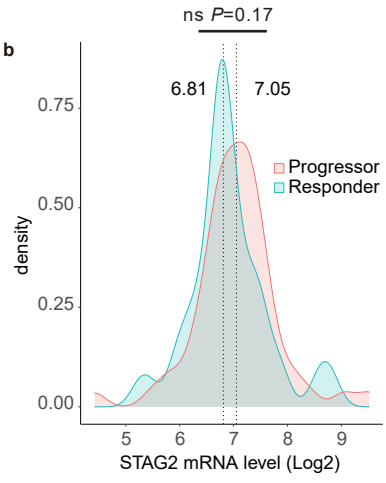 ns P=0.17
b
6.81 7.05
0.75
Progressor
Responder
0.50
density
0.25
0.00
5 6 7 8 9
STAG2 mRNA level (Log2)